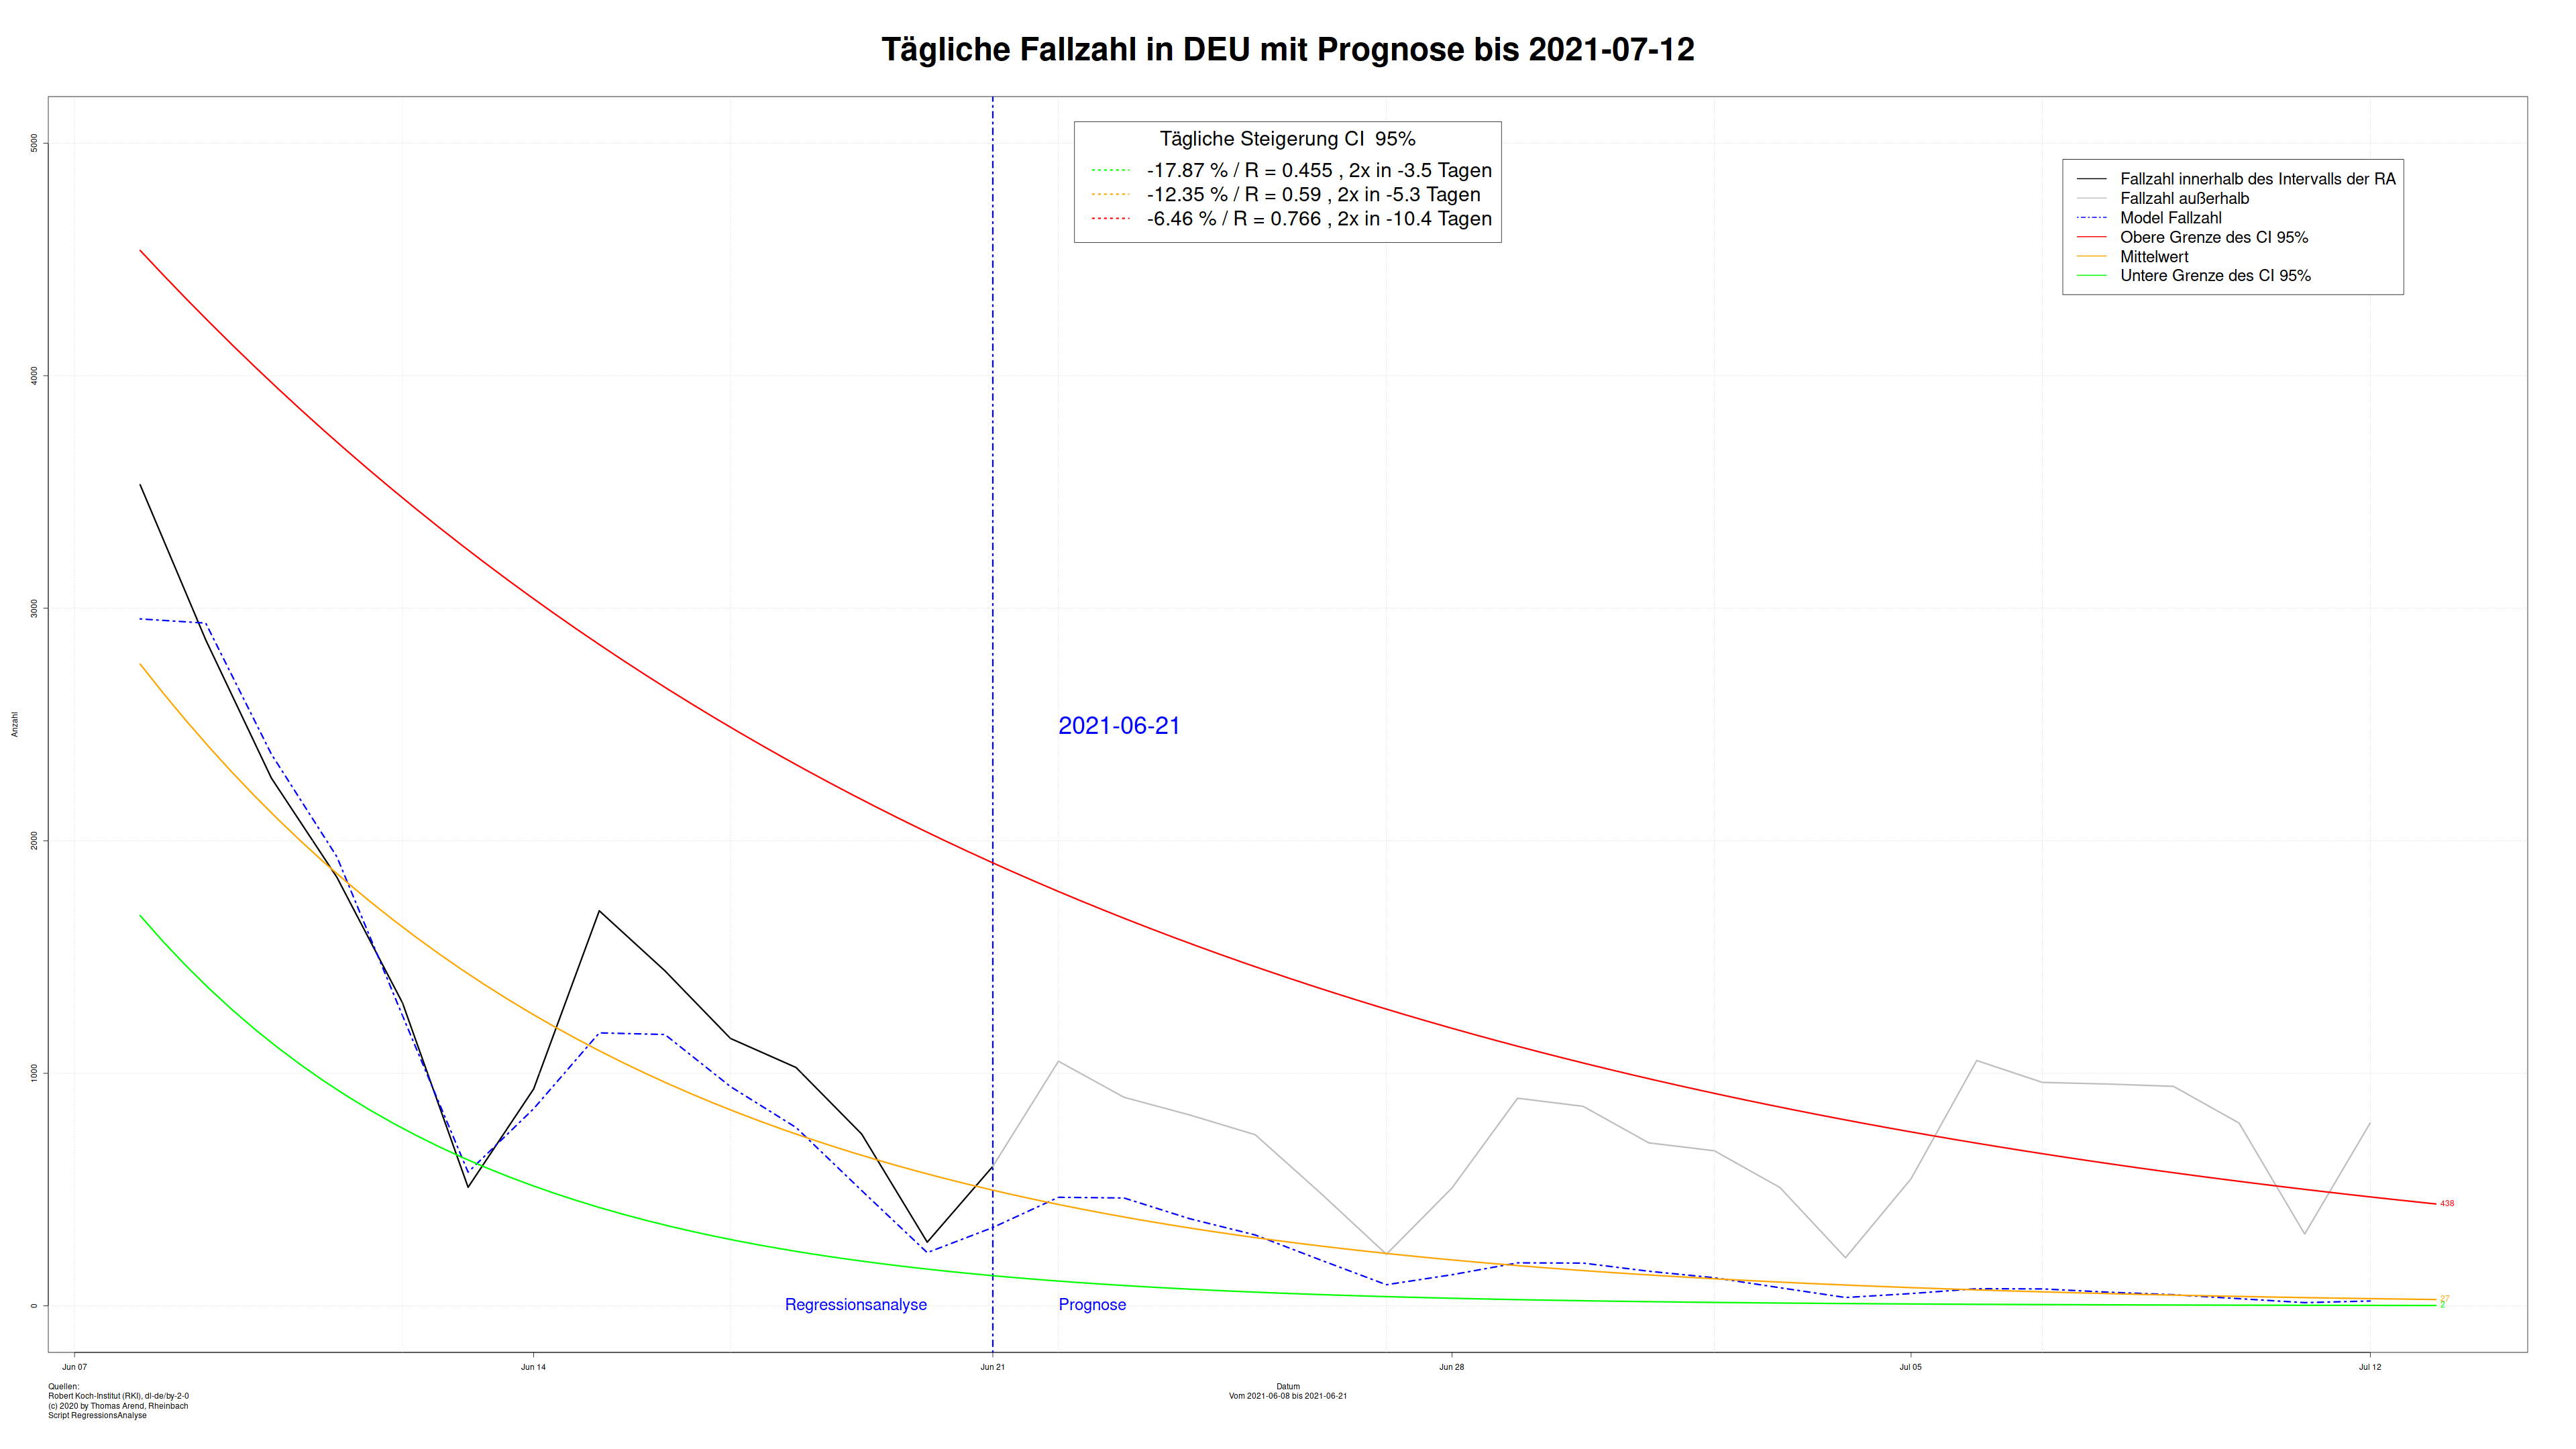 Tägliche Fallzahl in DEU mit Prognose bis 2021-07-12
Tägliche Steigerung CI 95%
-17.87 % / R = 0.455 , 2x in -3.5 Tagen
-12.35 % / R = 0.59 , 2x in -5.3 Tagen
-6.46 % / R = 0.766 , 2x in -10.4 Tagen
Fallzahl innerhalb des Intervalls der RA
Fallzahl außerhalb
Model Fallzahl
Obere Grenze des CI 95%
Mittelwert
Untere Grenze des CI 95%
5000
4000
3000
2000
1000
0
Anzahl
2021-06-21
438
27
2
Regressionsanalyse
Prognose
Jun 07
Jun 14
Jun 21
Jun 28
Jul 05
Jul 12
Datum
Vom 2021-06-08 bis 2021-06-21
Quellen:
Robert Koch-Institut (RKI), dl-de/by-2-0
(c) 2020 by Thomas Arend, Rheinbach
Script RegressionsAnalyse